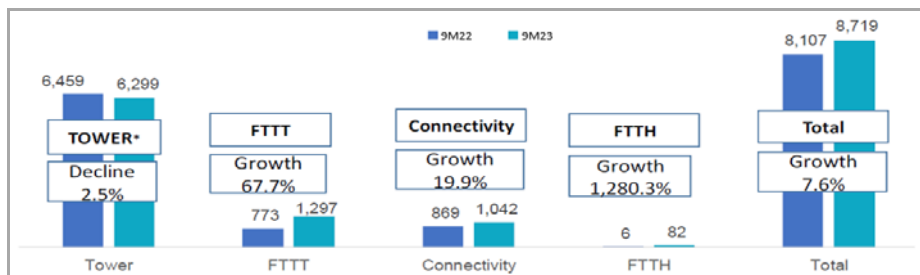 9M22 9M23
6,459 6,299
TOWER*
Decline
2.5%
Tower
FTTT
Growth
67.7%
773 1,297
FTTT
Connectivity
Growth
19.9%
869 1,042
Connectivity
FTTH
Growth
1,280.3%
6 82
FTTH
8,107 8,719
Total
Growth
7.6%
Total